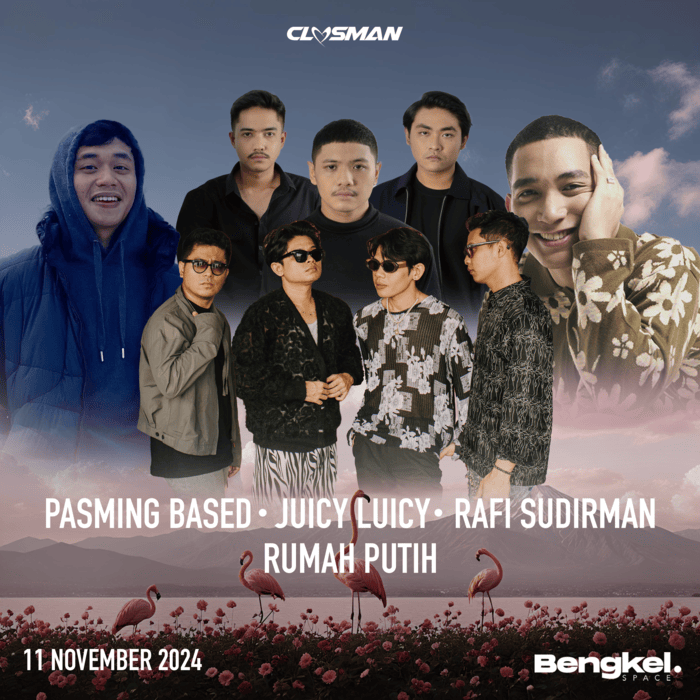 CLOSMAN
PASMING BASED • JUICY LUICY • RAFI SUDIRMAN
RUMAH PUTIH
11 NOVEMBER 2024
Bengkel.
SPACE